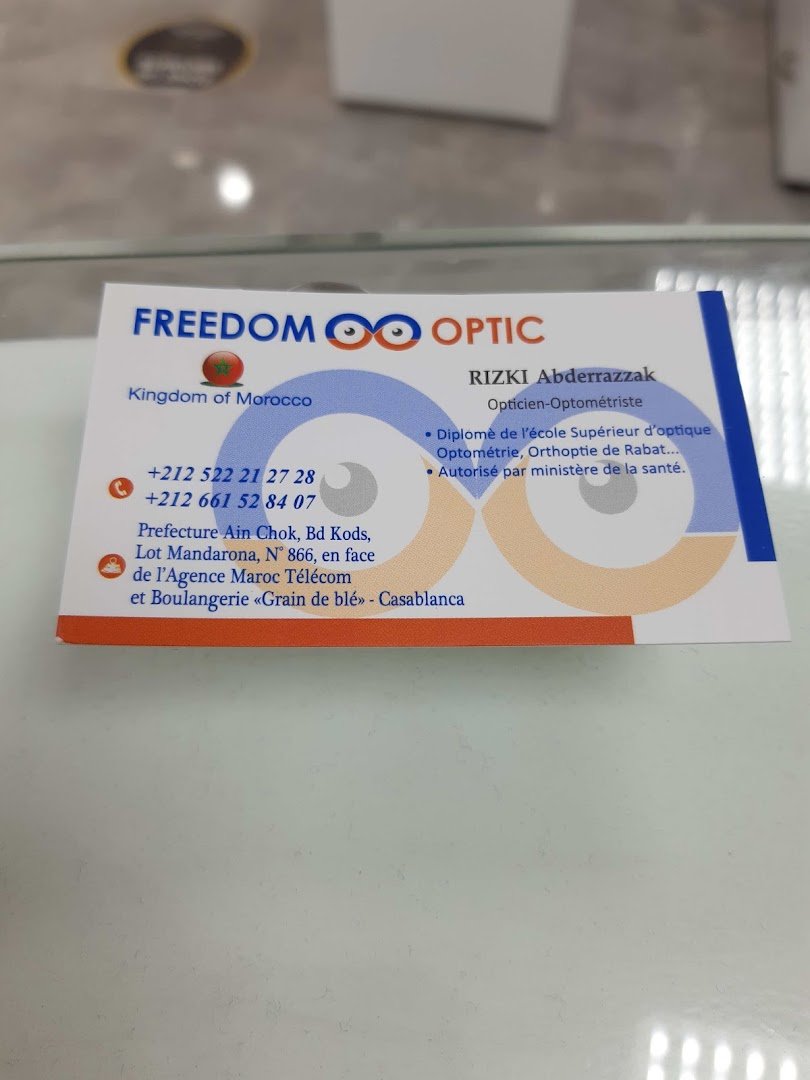 FREEDOM OPTIC
Kingdom of Morocco
RIZKI Abderrazzak
Opticien-Optométriste
• Diplomè de l'école Supérieur d'optique
Optométrie, Orthoptie de Rabat...
• Autorisé par ministère de la santé.
+212 522 21 27 28
+212 661 52 84 07
Prefecture Ain Chok, Bd Kods,
Lot Mandarona, N° 866, en face
de l'Agence Maroc Télécom
et Boulangerie «Grain de blé» - Casablanca